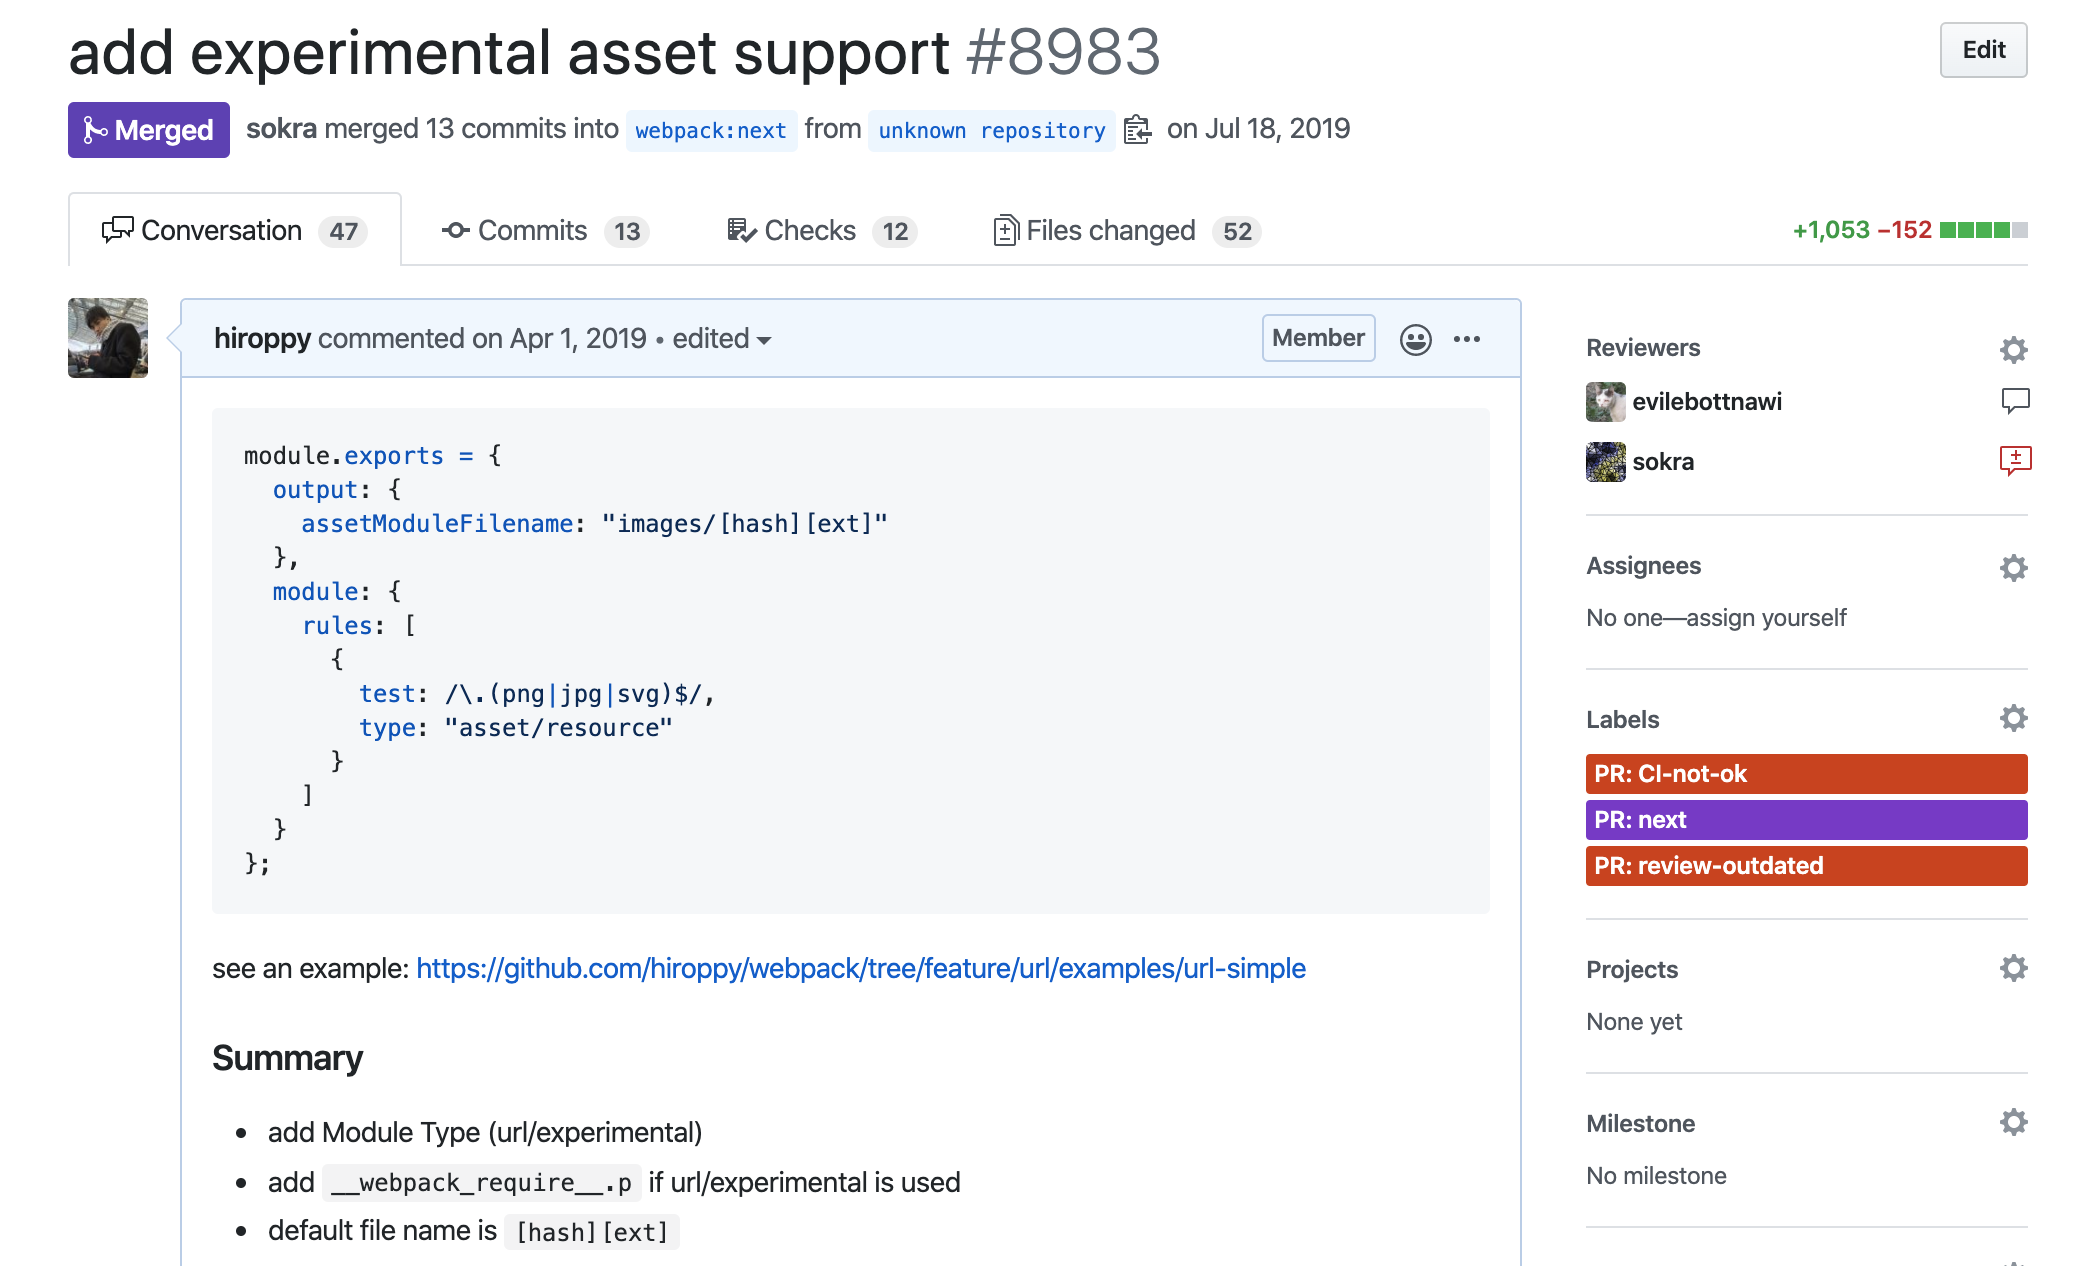 add experimental asset support #8983
Edit
Merged sokra merged 13 commits into webpack:next from unknown repository on Jul 18, 2019
Conversation 47 Commits 13 Checks 12 Files changed 52 +1,053 −152
hiroppy commented on Apr 1, 2019 • edited
Member
module.exports = {
  output: {
    assetModuleFilename: "images/[hash][ext]"
  },
  module: {
    rules: [
      {
        test: /\.(png|jpg|svg)$/,
        type: "asset/resource"
      }
    ]
  }
};
see an example: https://github.com/hiroppy/webpack/tree/feature/url/examples/url-simple
Summary
• add Module Type (url/experimental)
• add __webpack_require__.p if url/experimental is used
• default file name is [hash][ext]
Reviewers
evilebottnawi
sokra
Assignees
No one—assign yourself
Labels
PR: CI-not-ok
PR: next
PR: review-outdated
Projects
None yet
Milestone
No milestone